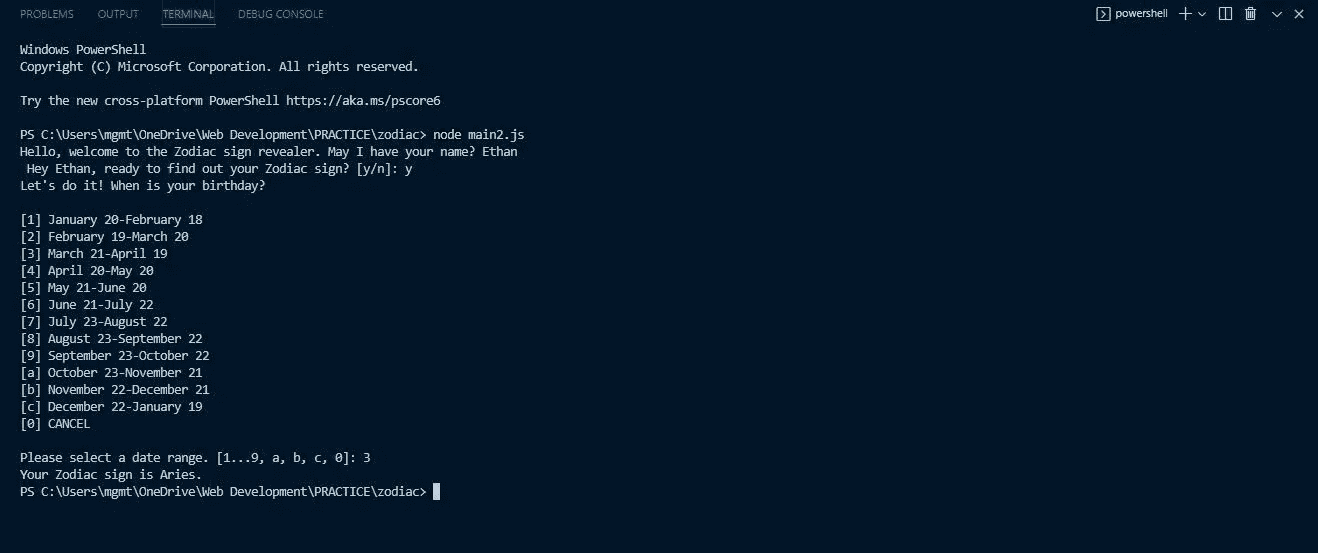 PROBLEMS OUTPUT TERMINAL DEBUG CONSOLE powershell
Windows PowerShell
Copyright (C) Microsoft Corporation. All rights reserved.
Try the new cross-platform PowerShell https://aka.ms/pscore6
PS C:\Users\mgmt\OneDrive\Web Development\PRACTICE\zodiac> node main2.js
Hello, welcome to the Zodiac sign revealer. May I have your name? Ethan
Hey Ethan, ready to find out your Zodiac sign? [y/n]: y
Let's do it! When is your birthday?
[1] January 20-February 18
[2] February 19-March 20
[3] March 21-April 19
[4] April 20-May 20
[5] May 21-June 20
[6] June 21-July 22
[7] July 23-August 22
[8] August 23-September 22
[9] September 23-October 22
[a] October 23-November 21
[b] November 22-December 21
[c] December 22-January 19
[0] CANCEL
Please select a date range. [1...9, a, b, c, 0]: 3
Your Zodiac sign is Aries.
PS C:\Users\mgmt\OneDrive\Web Development\PRACTICE\zodiac>